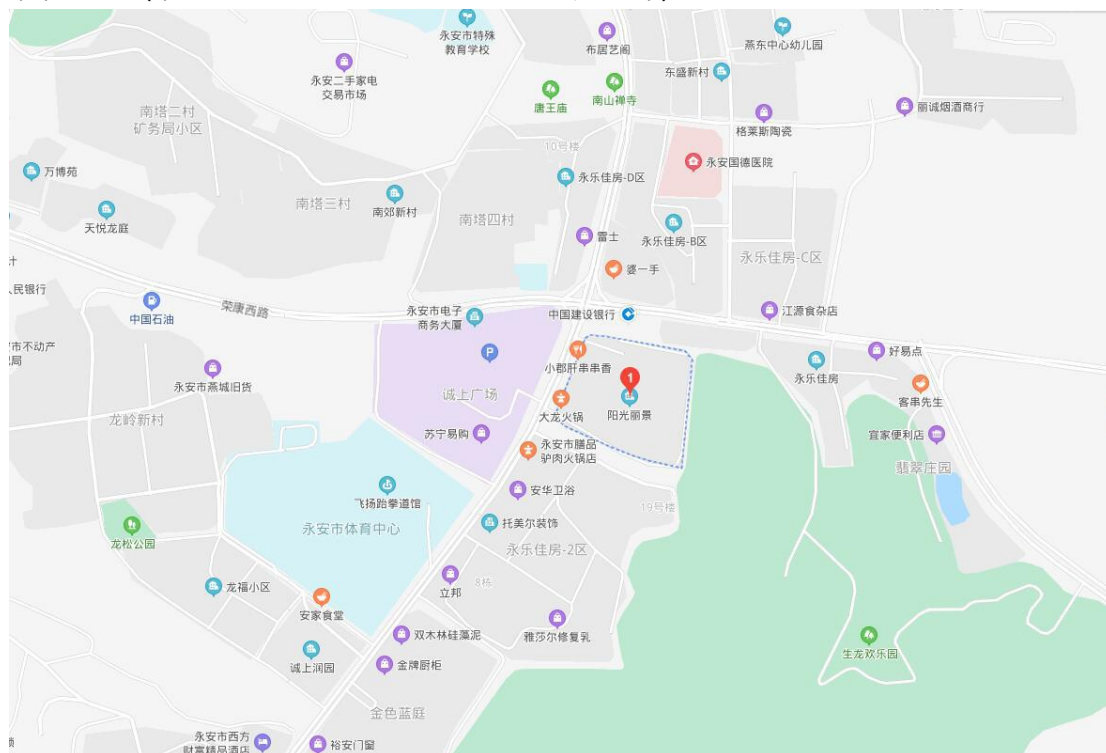 永安市特殊
教育学校
布居艺阁
燕东中心幼儿园
永安二手家电
交易市场
东盛新村
唐王庙
南山禅寺
丽诚烟酒商行
南塔二村
矿务局小区
格莱斯陶瓷
10号楼
永安国德医院
万博苑
永乐佳房-D区
南塔三村
南郊新村
南塔四村
天悦龙庭
雷士
永乐佳房-B区
永乐佳房-C区
婆一手
人民银行
荣康西路
中国石油
永安市电子
商务大厦
中国建设银行
江源食杂店
市不动产
小郡肝串串香
好易点
永乐佳房
永安市燕城旧货
诚上广场
1
阳光丽景
客串先生
龙岭新村
大龙火锅
苏宁易购
永安市膳品
驴肉火锅店
宜家便利店
翡翠庄园
飞扬跆拳道馆
安华卫浴
19号楼
永安市体育中心
托美尔装饰
龙松公园
永乐佳房-2区
龙福小区
8栋
立邦
安家食堂
双木林硅藻泥
雅莎尔修复乳
生龙欢乐园
诚上润园
金牌厨柜
金色蓝庭
永安市西方
财富精品酒店
裕安门窗
P